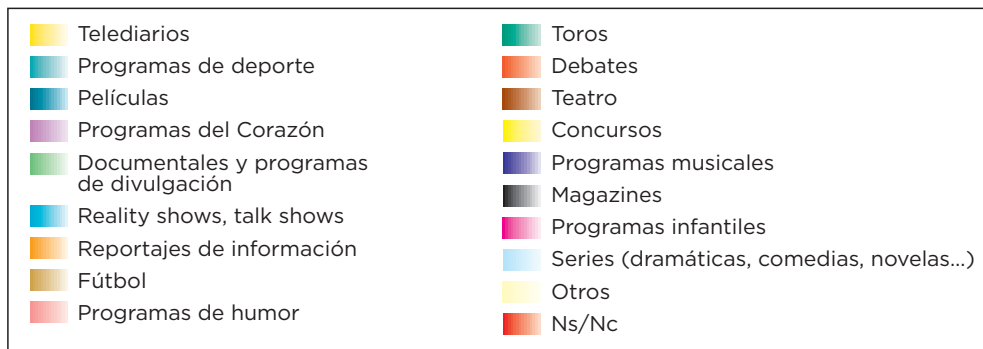 Telediarios
Programas de deporte
Películas
Programas del Corazón
Documentales y programas
de divulgación
Reality shows, talk shows
Reportajes de información
Fútbol
Programas de humor
Toros
Debates
Teatro
Concursos
Programas musicales
Magazines
Programas infantiles
Series (dramáticas, comedias, novelas...)
Otros
Ns/Nc